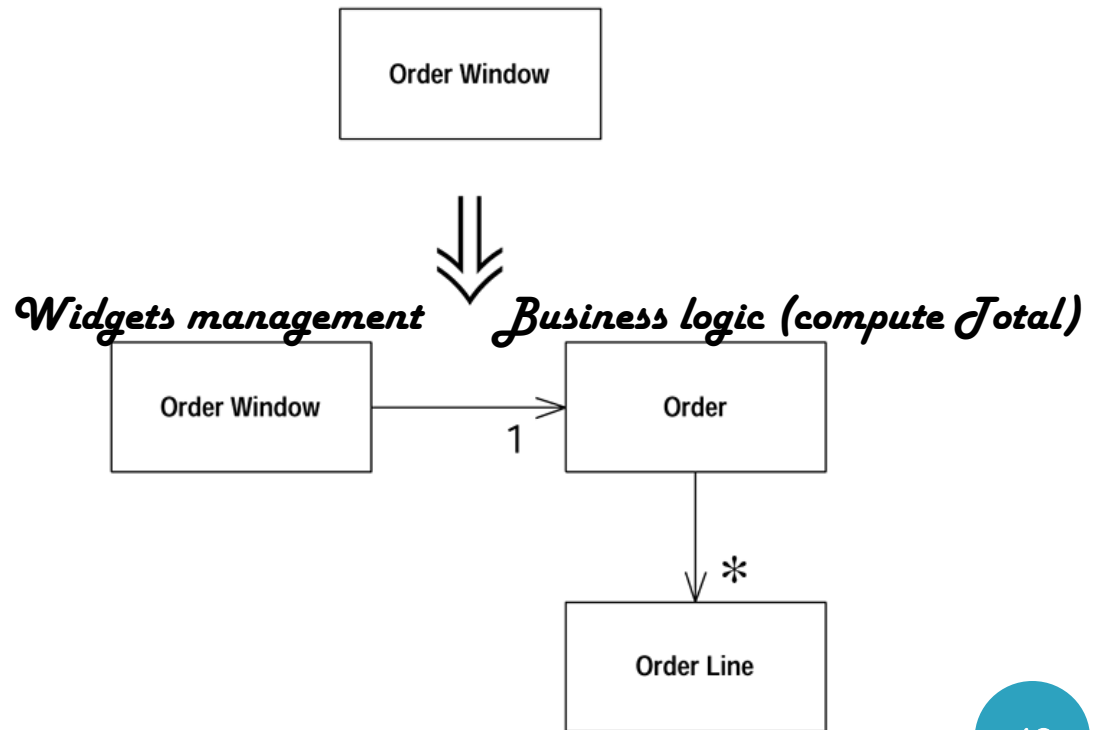 Order Window
Widgets management
Business logic (compute Total)
Order Window
Order
1
*
Order Line